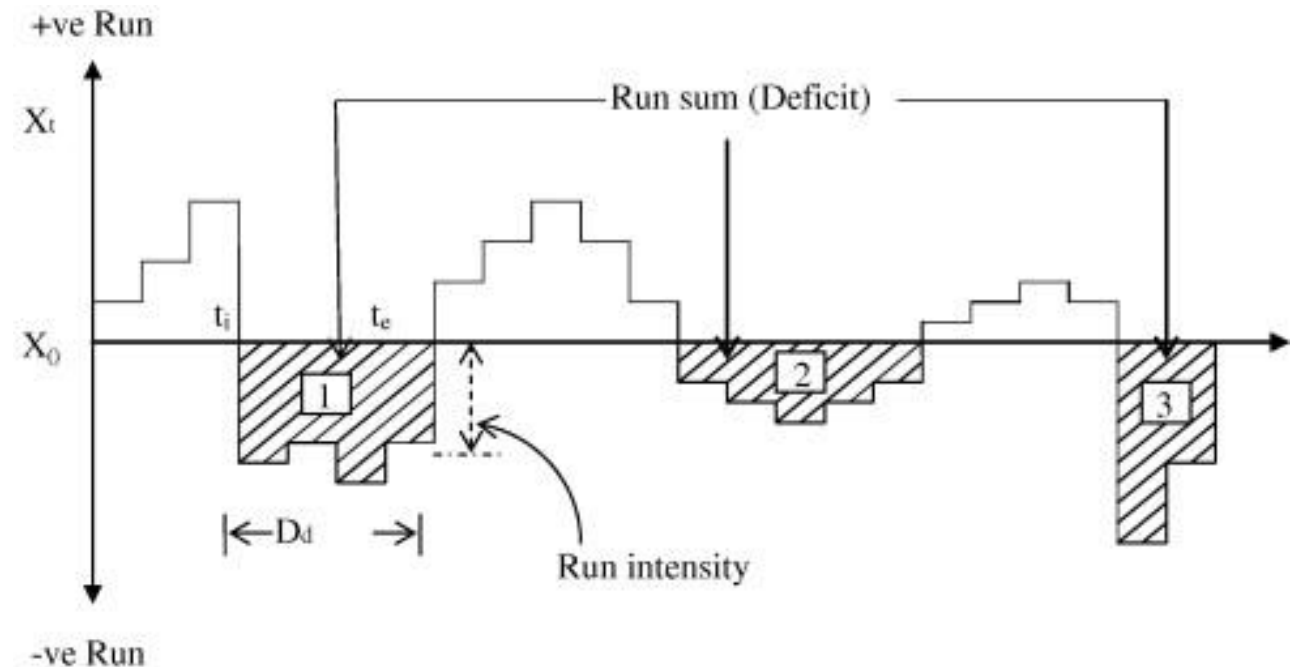 +ve Run
Xt
Run sum (Deficit)
ti
te
X0
1
2
3
Dd
Run intensity
-ve Run